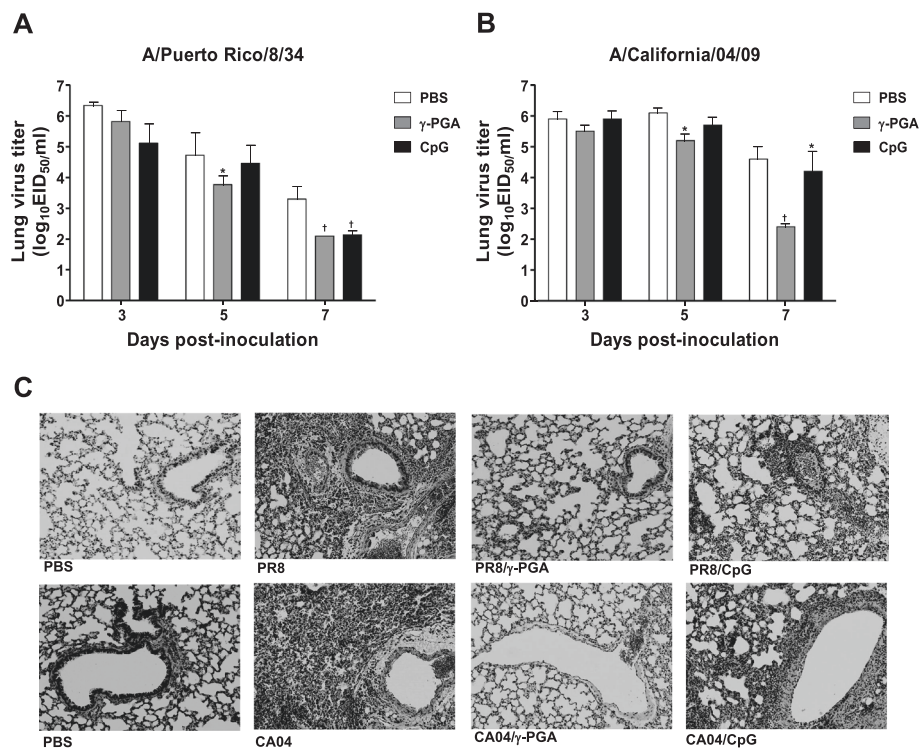 A
A/Puerto Rico/8/34
7
6
5
4
3
2
1
0
Lung virus titer
(log10EID50/ml)
*
†
†
3
5
7
Days post-inoculation
PBS
γ-PGA
CpG
B
A/California/04/09
7
6
5
4
3
2
1
0
Lung virus titer
(log10EID50/ml)
*
†
*
3
5
7
Days post-inoculation
PBS
γ-PGA
CpG
C
PBS
PR8
PR8/γ-PGA
PR8/CpG
PBS
CA04
CA04/γ-PGA
CA04/CpG